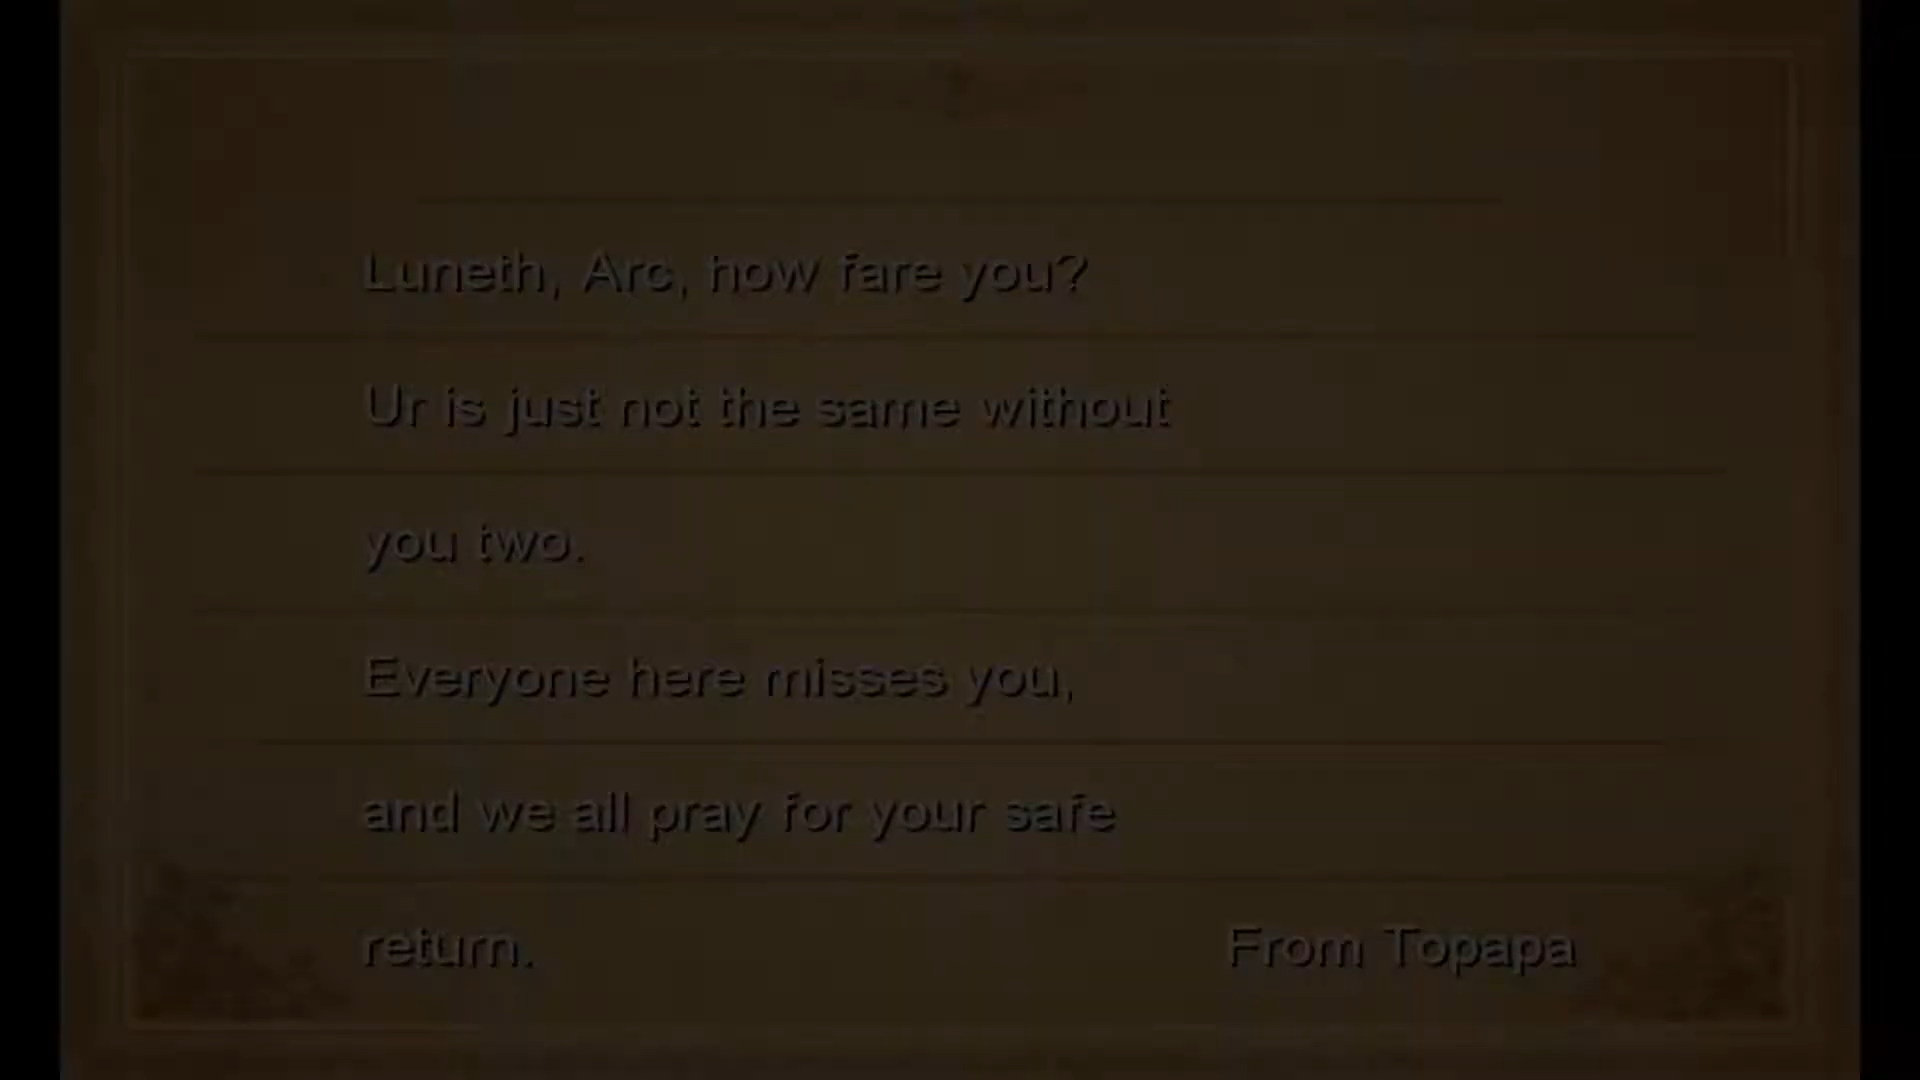 Luneth, Arc, how fare you?
Ur is just not the same without
you two.
Everyone here misses you,
and we all pray for your safe
return. From Topapa